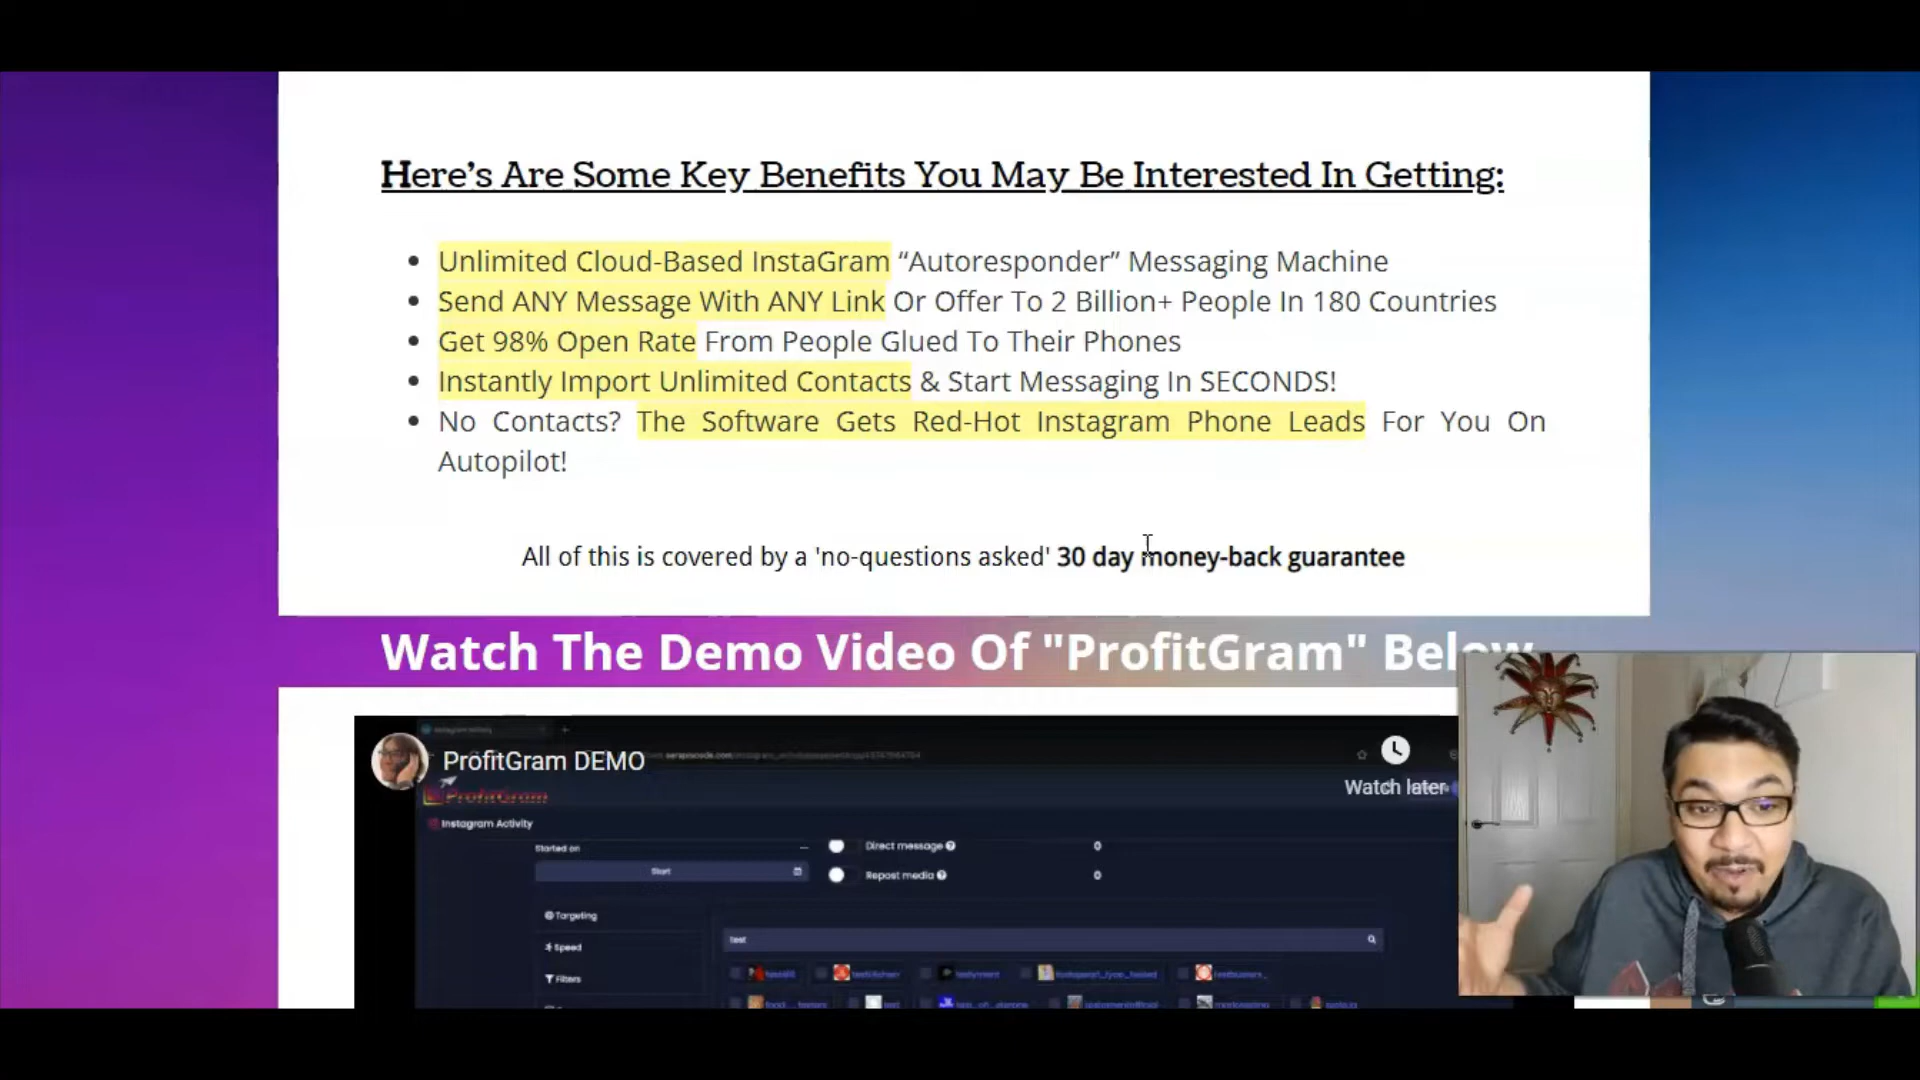 Here's Are Some Key Benefits You May Be Interested In Getting:
Unlimited Cloud-Based InstaGram “Autoresponder” Messaging Machine
Send ANY Message With ANY Link Or Offer To 2 Billion+ People In 180 Countries
Get 98% Open Rate From People Glued To Their Phones
Instantly Import Unlimited Contacts & Start Messaging In SECONDS!
No Contacts? The Software Gets Red-Hot Instagram Phone Leads For You On
Autopilot!
All of this is covered by a 'no-questions asked' 30 day money-back guarantee
Watch The Demo Video Of "ProfitGram" Below
ProfitGram DEMO
Watch later
ProfitGram
Instagram Activity
Started on
Direct message 0
Start
Repost media 0
Targeting
test
Speed
Filters